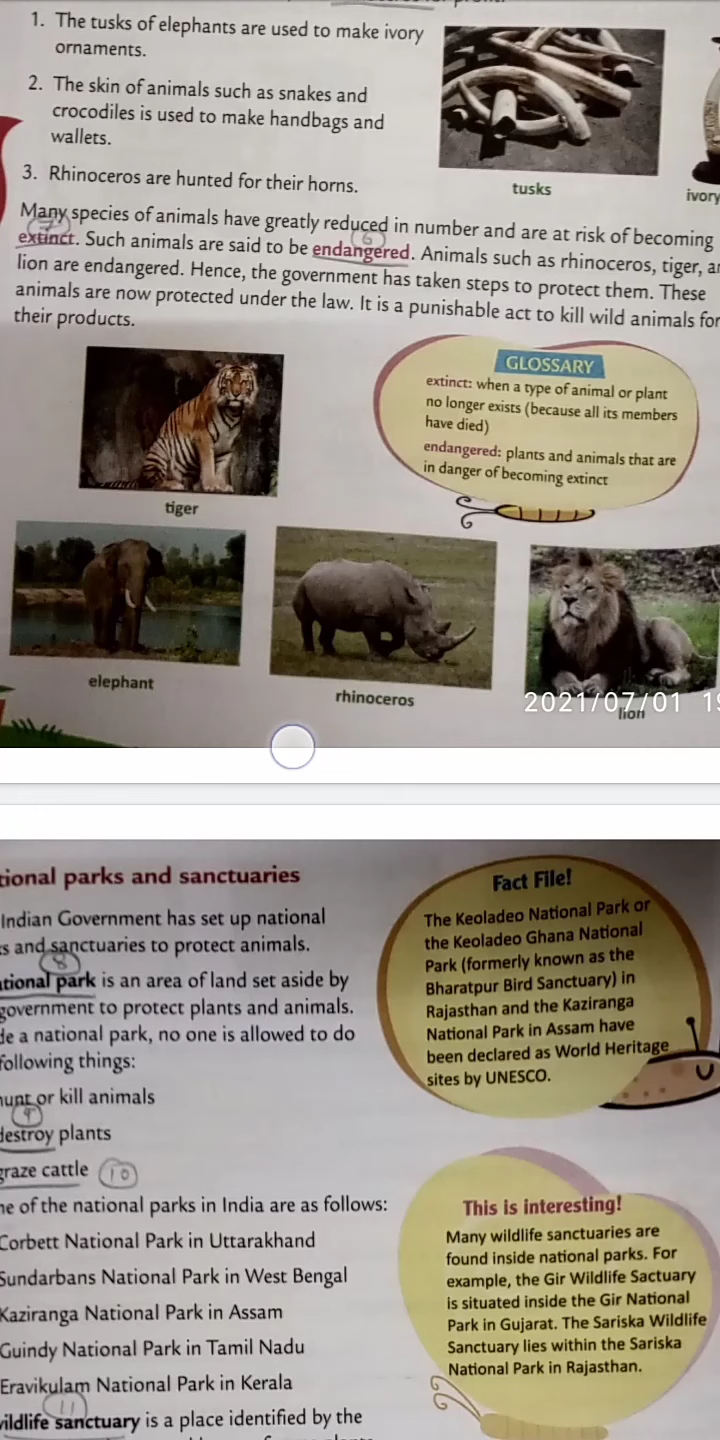 1. The tusks of elephants are used to make ivory
ornaments.
2. The skin of animals such as snakes and
crocodiles is used to make handbags and
wallets.
3. Rhinoceros are hunted for their horns.
tusks
ivory
Many species of animals have greatly reduced in number and are at risk of becoming
7
6
extinct. Such animals are said to be endangered. Animals such as rhinoceros, tiger, a
lion are endangered. Hence, the government has taken steps to protect them. These
animals are now protected under the law. It is a punishable act to kill wild animals for
their products.
GLOSSARY
extinct: when a type of animal or plant
no longer exists (because all its members
have died)
endangered: plants and animals that are
in danger of becoming extinct
tiger
elephant
rhinoceros
lion
2021/07/01 1
tional parks and sanctuaries
Indian Government has set up national
s and sanctuaries to protect animals.
8
tional park is an area of land set aside by
government to protect plants and animals.
de a national park, no one is allowed to do
following things:
unt or kill animals
9
destroy plants
graze cattle 10
ne of the national parks in India are as follows:
Corbett National Park in Uttarakhand
Sundarbans National Park in West Bengal
Kaziranga National Park in Assam
Guindy National Park in Tamil Nadu
Eravikulam National Park in Kerala
11
wildlife sanctuary is a place identified by the
Fact File!
The Keoladeo National Park or
the Keoladeo Ghana National
Park (formerly known as the
Bharatpur Bird Sanctuary) in
Rajasthan and the Kaziranga
National Park in Assam have
been declared as World Heritage
sites by UNESCO.
This is interesting!
Many wildlife sanctuaries are
found inside national parks. For
example, the Gir Wildlife Sactuary
is situated inside the Gir National
Park in Gujarat. The Sariska Wildlife
Sanctuary lies within the Sariska
National Park in Rajasthan.